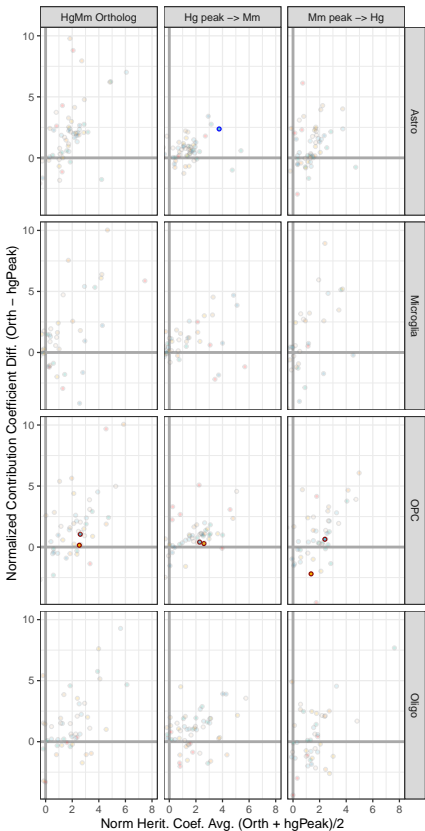 HgMm Ortholog
Hg peak −> Mm
Mm peak −> Hg
10
5
0
Astro
10
5
0
Microglia
10
5
0
OPC
10
5
0
Oligo
Normalized Contribution Coefficient Diff. (Orth − hgPeak)
0 2 4 6 8 0 2 4 6 8 0 2 4 6 8
Norm Herit. Coef. Avg. (Orth + hgPeak)/2